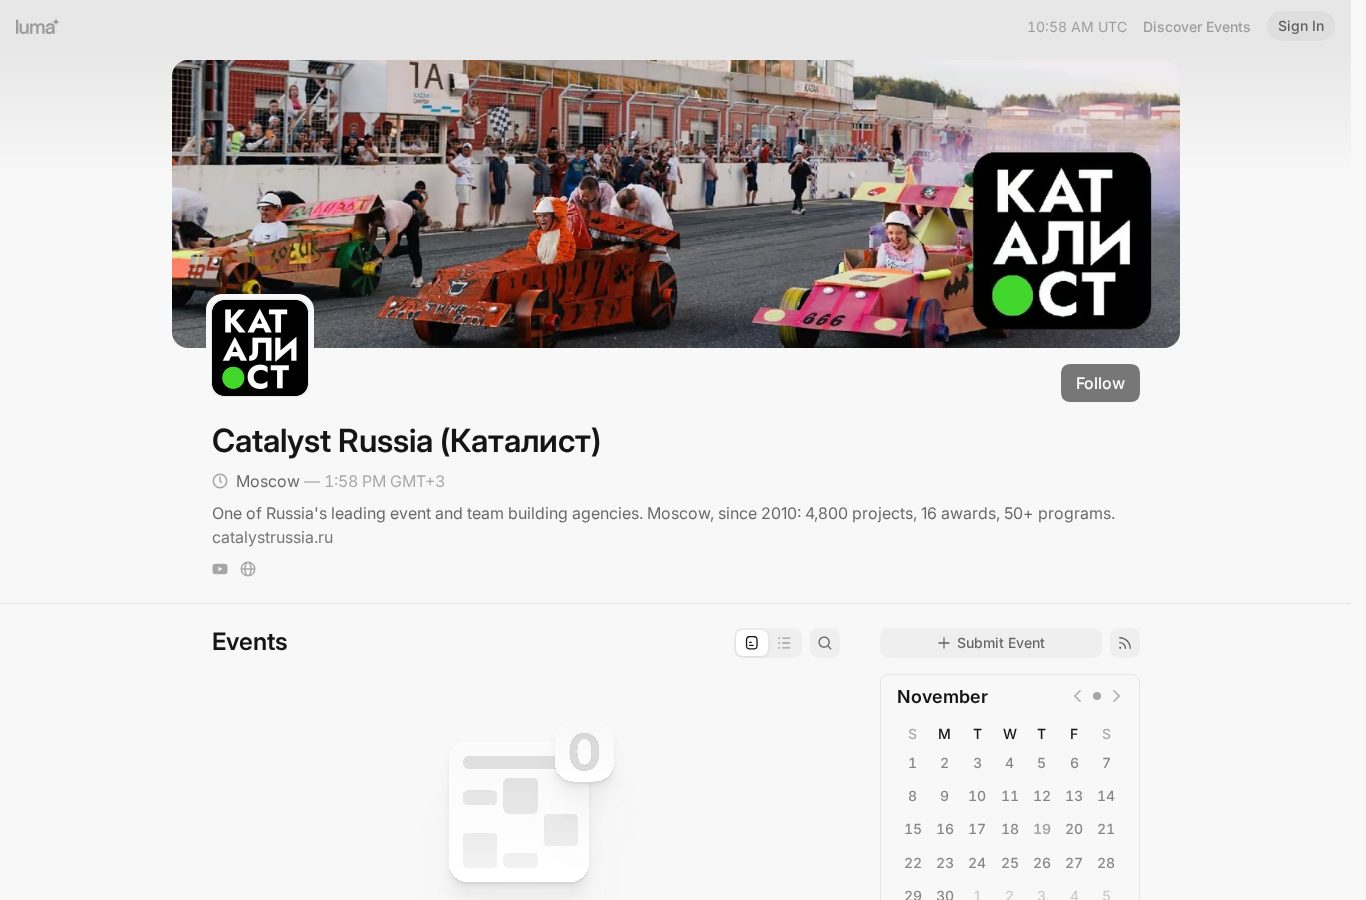 luma
10:58 AM UTC
Discover Events
Sign In
1A
КАТ
АЛИ
СТ
666
КАТ
АЛИ
СТ
Follow
Catalyst Russia (Каталист)
Moscow — 1:58 PM GMT+3
One of Russia's leading event and team building agencies. Moscow, since 2010: 4,800 projects, 16 awards, 50+ programs.
catalystrussia.ru
Events
+ Submit Event
0
November
S M T W T F S
1 2 3 4 5 6 7
8 9 10 11 12 13 14
15 16 17 18 19 20 21
22 23 24 25 26 27 28
29 30 1 2 3 4 5